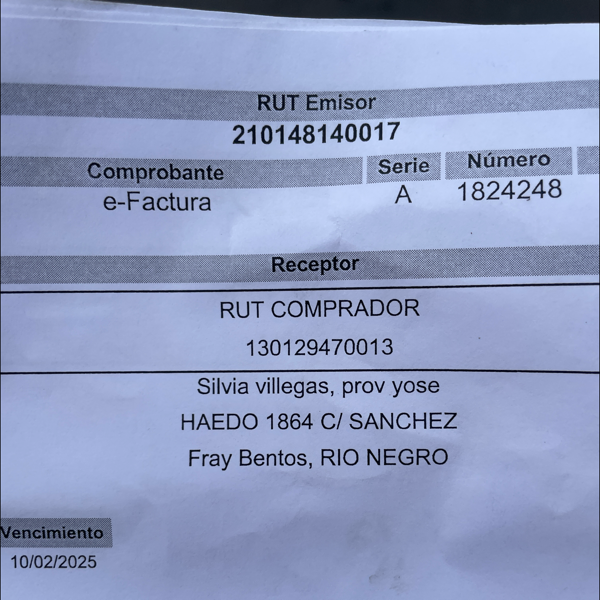 RUT Emisor
210148140017
Comprobante Serie Número
e-Factura A 1824248
Receptor
RUT COMPRADOR
130129470013
Silvia villegas, prov yose
HAEDO 1864 C/ SANCHEZ
Fray Bentos, RIO NEGRO
Vencimiento
10/02/2025